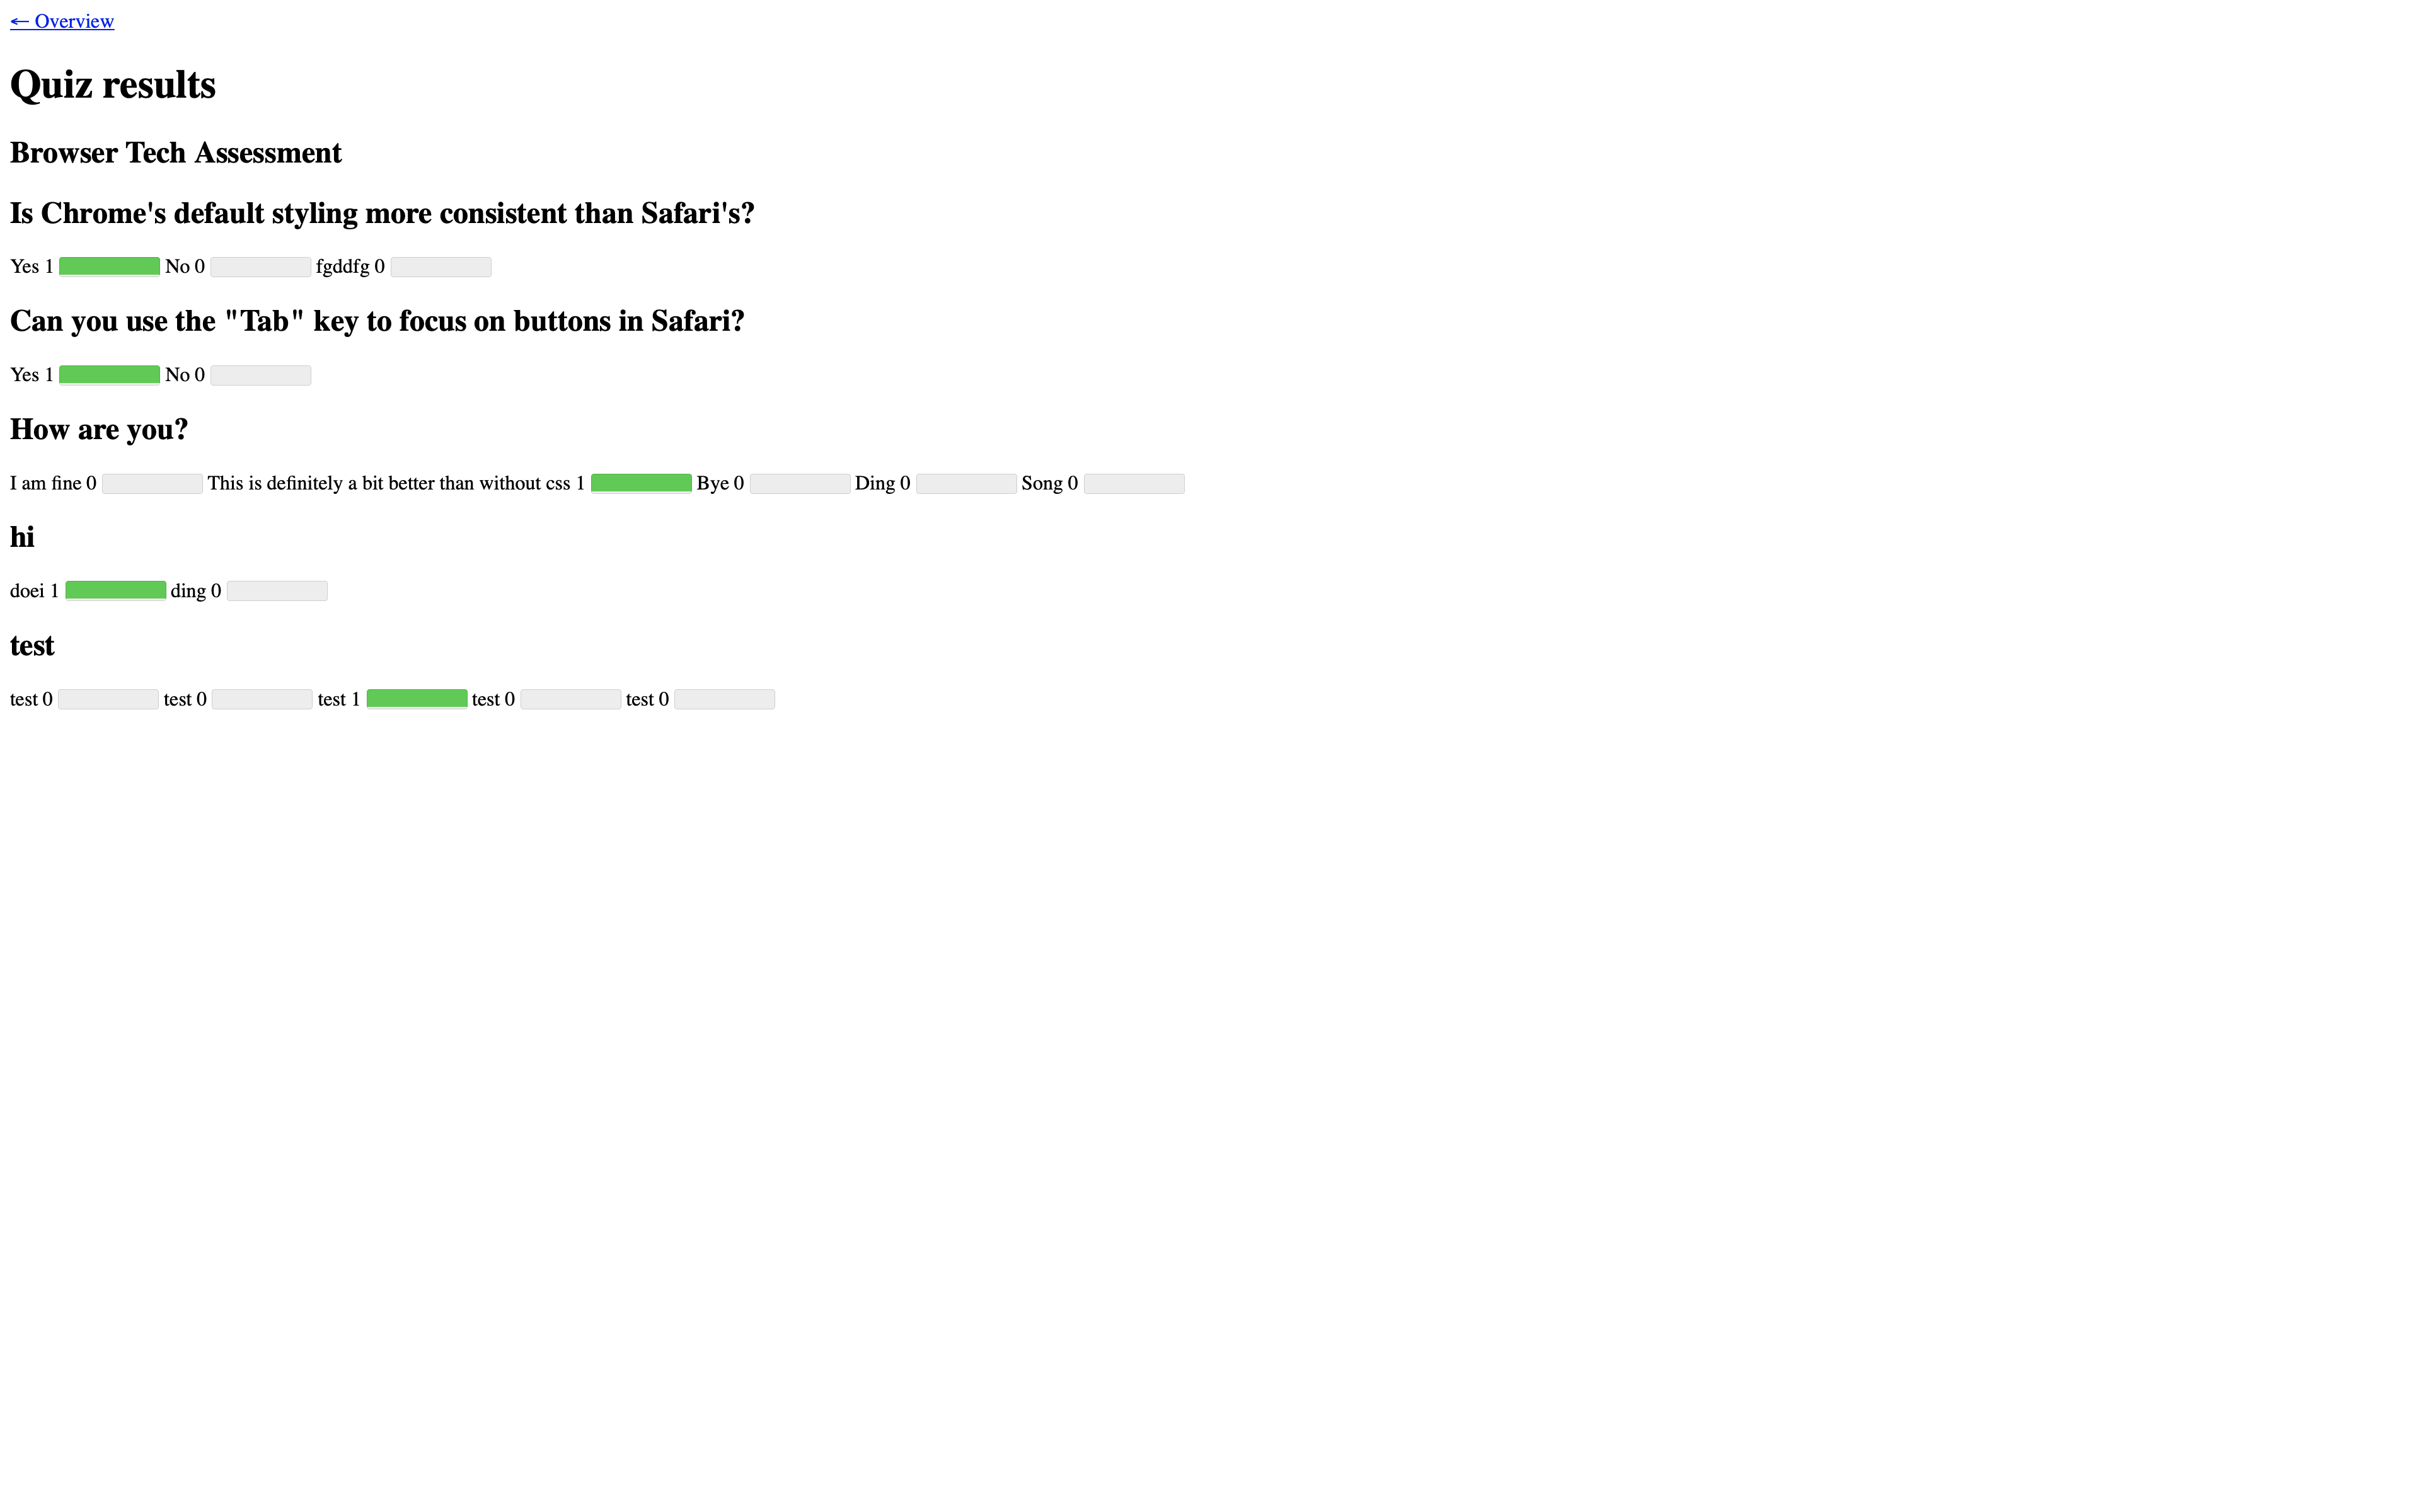 ← Overview
Quiz results
Browser Tech Assessment
Is Chrome's default styling more consistent than Safari's?
Yes 1 No 0 fgddfg 0
Can you use the "Tab" key to focus on buttons in Safari?
Yes 1 No 0
How are you?
I am fine 0 This is definitely a bit better than without css 1 Bye 0 Ding 0 Song 0
hi
doei 1 ding 0
test
test 0 test 0 test 1 test 0 test 0